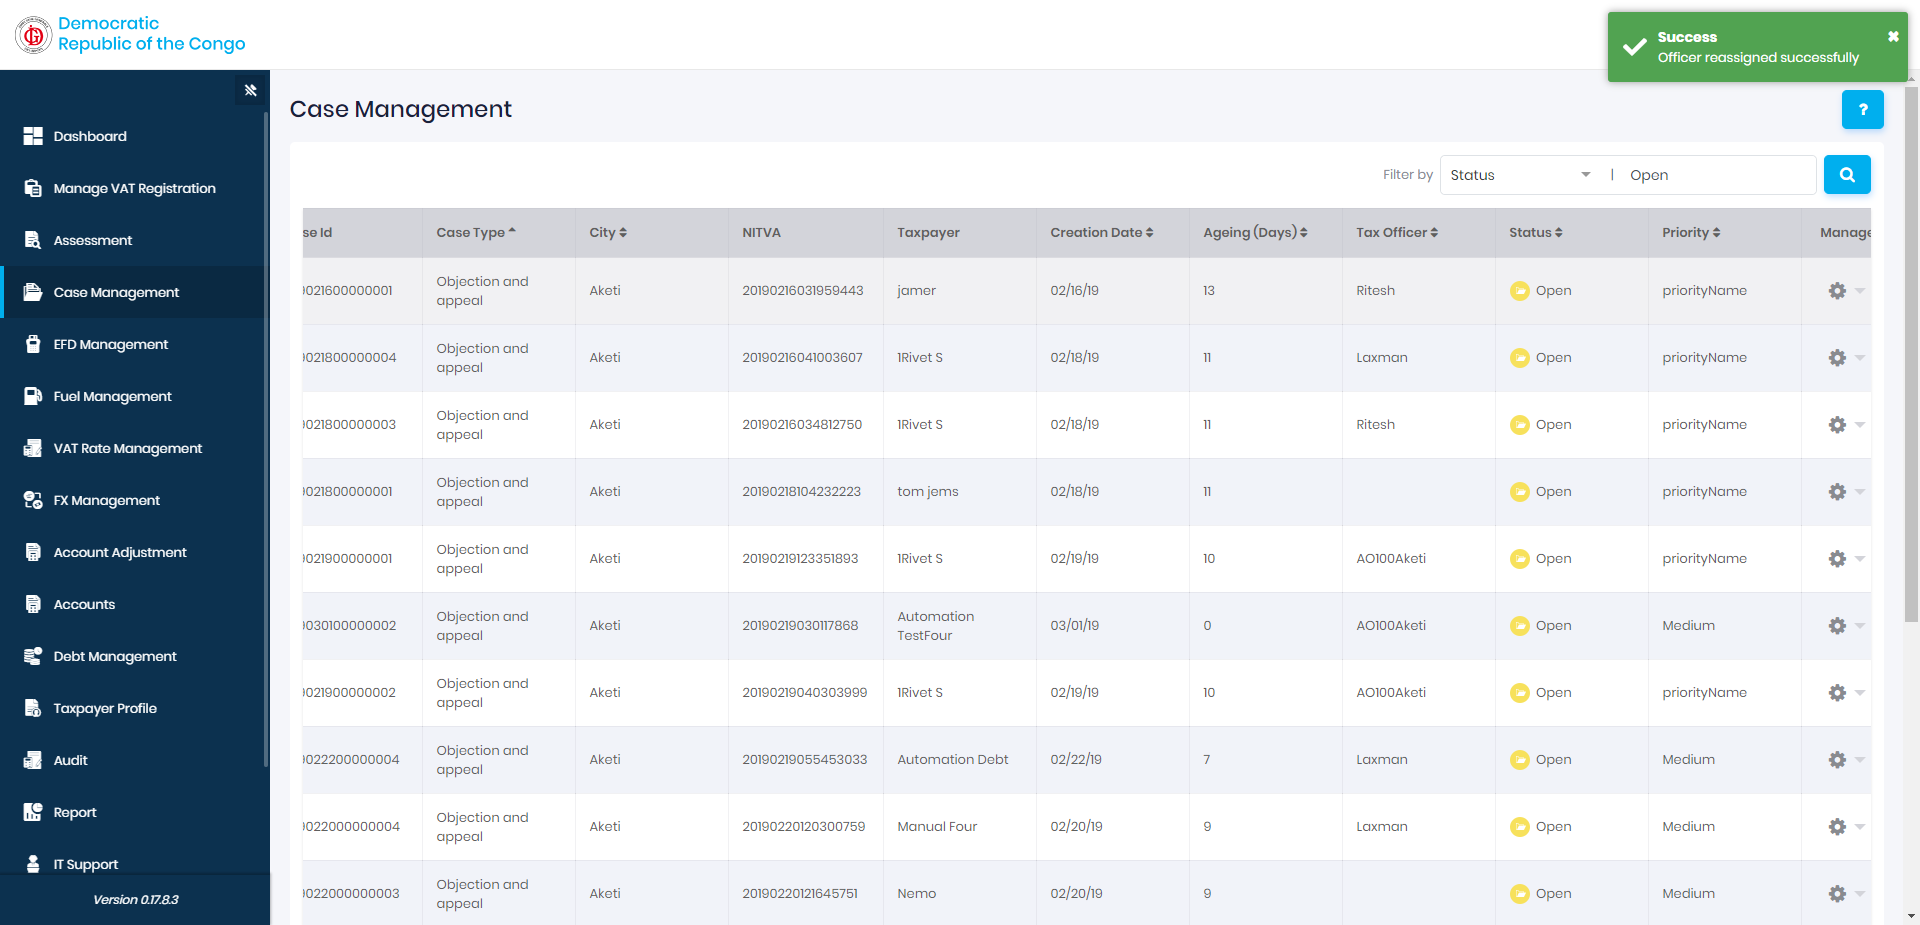 Democratic
Republic of the Congo
Success
Officer reassigned successfully
Case Management
?
Dashboard
Manage VAT Registration
Assessment
Case Management
EFD Management
Fuel Management
VAT Rate Management
FX Management
Account Adjustment
Accounts
Debt Management
Taxpayer Profile
Audit
Report
IT Support
Version 0.17.8.3
Filter by Status | Open
se Id Case Type City NITVA Taxpayer Creation Date Ageing (Days) Tax Officer Status Priority Manage
9021600000001 Objection and appeal Aketi 20190216031959443 jamer 02/16/19 13 Ritesh Open priorityName
9021800000004 Objection and appeal Aketi 20190216041003607 1Rivet S 02/18/19 11 Laxman Open priorityName
9021800000003 Objection and appeal Aketi 20190216034812750 1Rivet S 02/18/19 11 Ritesh Open priorityName
9021800000001 Objection and appeal Aketi 20190218104232223 tom jems 02/18/19 11 Open priorityName
9021900000001 Objection and appeal Aketi 20190219123351893 1Rivet S 02/19/19 10 AO100Aketi Open priorityName
9030100000002 Objection and appeal Aketi 20190219030117868 Automation TestFour 03/01/19 0 AO100Aketi Open Medium
9021900000002 Objection and appeal Aketi 20190219040303999 1Rivet S 02/19/19 10 AO100Aketi Open priorityName
9022200000004 Objection and appeal Aketi 20190219055453033 Automation Debt 02/22/19 7 Laxman Open Medium
9022000000004 Objection and appeal Aketi 20190220120300759 Manual Four 02/20/19 9 Laxman Open Medium
9022000000003 Objection and appeal Aketi 20190220121645751 Nemo 02/20/19 9 Open Medium